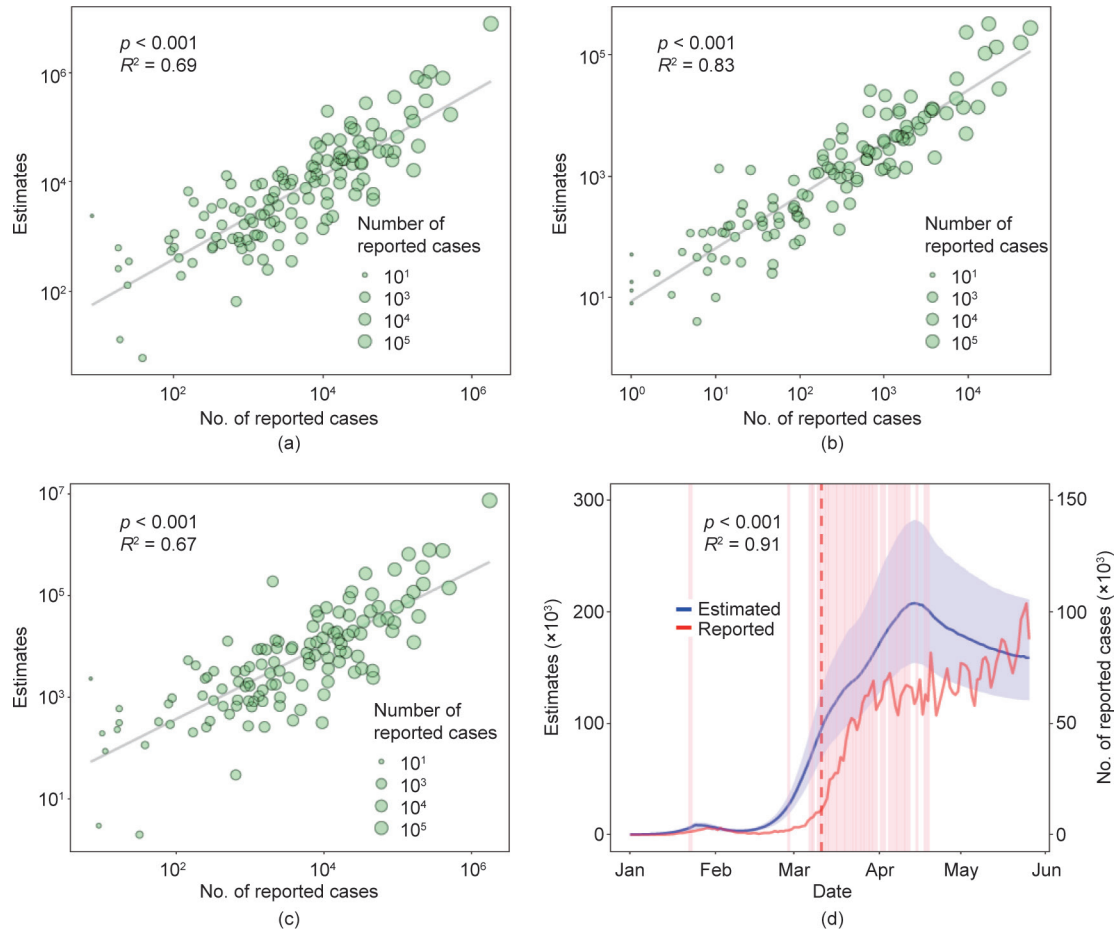 p < 0.001
R² = 0.69
10⁶
10⁴
10²
Estimates
Number of
reported cases
10¹
10³
10⁴
10⁵
10² 10⁴ 10⁶
No. of reported cases
(a)
p < 0.001
R² = 0.83
10⁵
10³
10¹
Estimates
Number of
reported cases
10¹
10³
10⁴
10⁵
10⁰ 10¹ 10² 10³ 10⁴
No. of reported cases
(b)
p < 0.001
R² = 0.67
10⁷
10⁵
10³
10¹
Estimates
Number of
reported cases
10¹
10³
10⁴
10⁵
10² 10⁴ 10⁶
No. of reported cases
(c)
p < 0.001
R² = 0.91
300
200
100
0
Estimates (×10³)
Estimated
Reported
150
100
50
0
No. of reported cases (×10³)
Jan Feb Mar Apr May Jun
Date
(d)